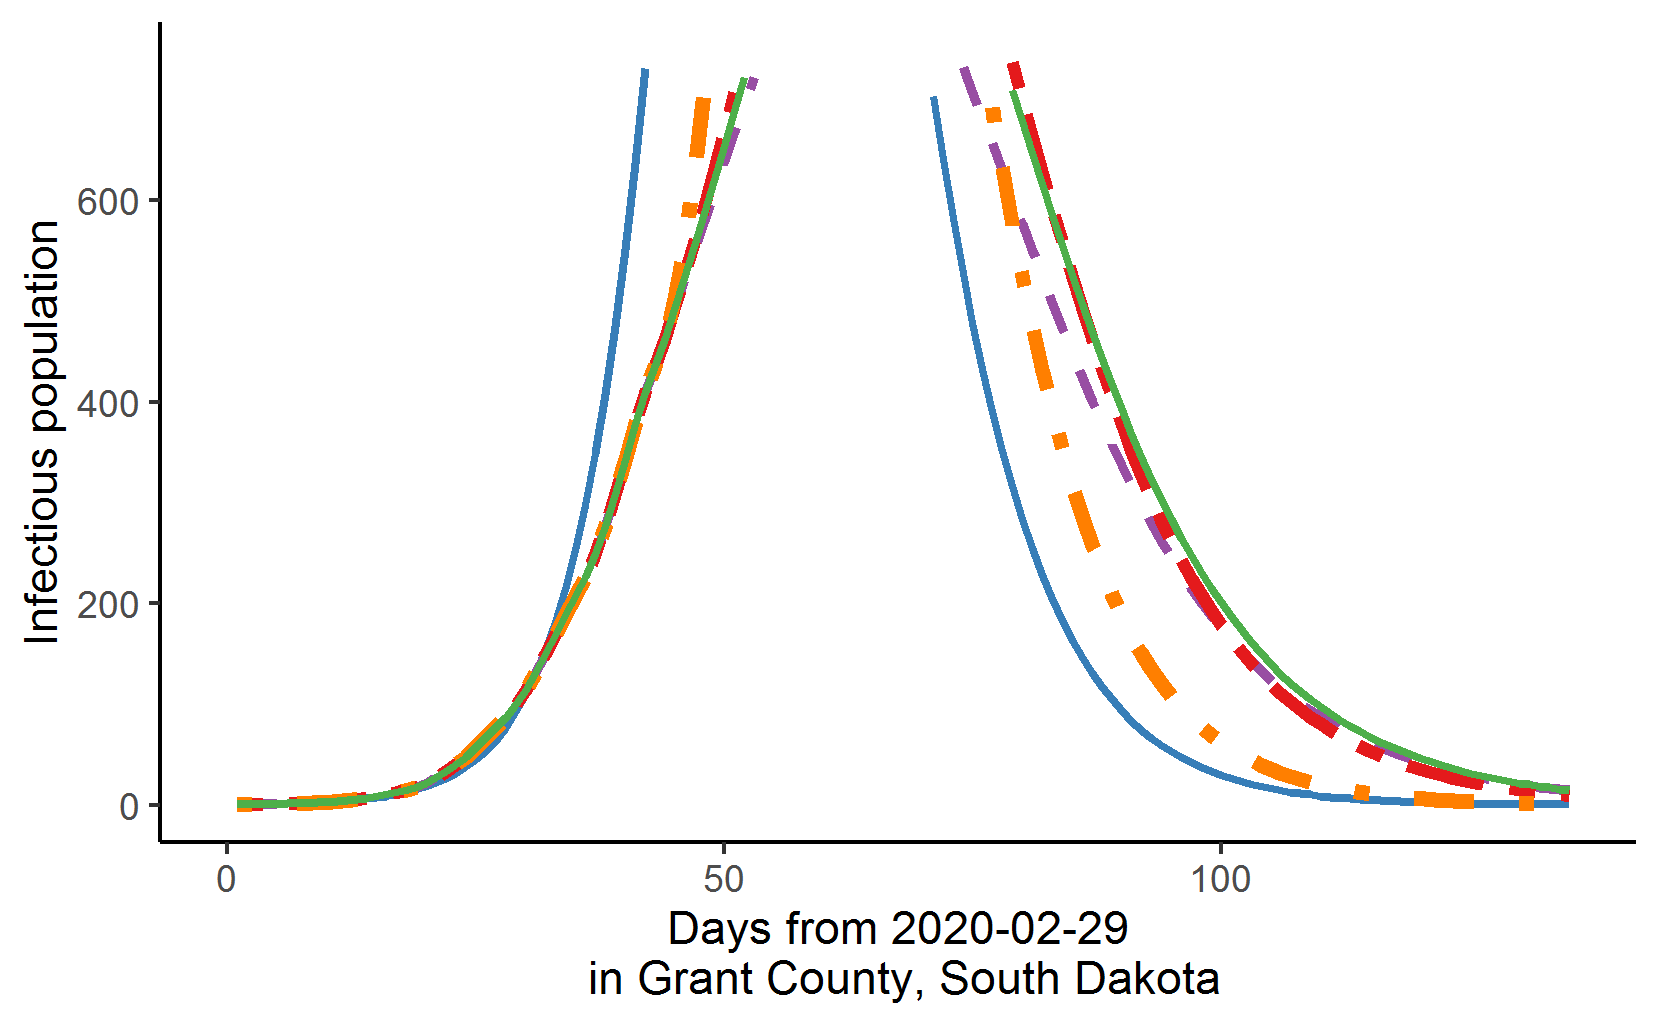 Infectious population
600
400
200
0
0 50 100
Days from 2020-02-29
in Grant County, South Dakota